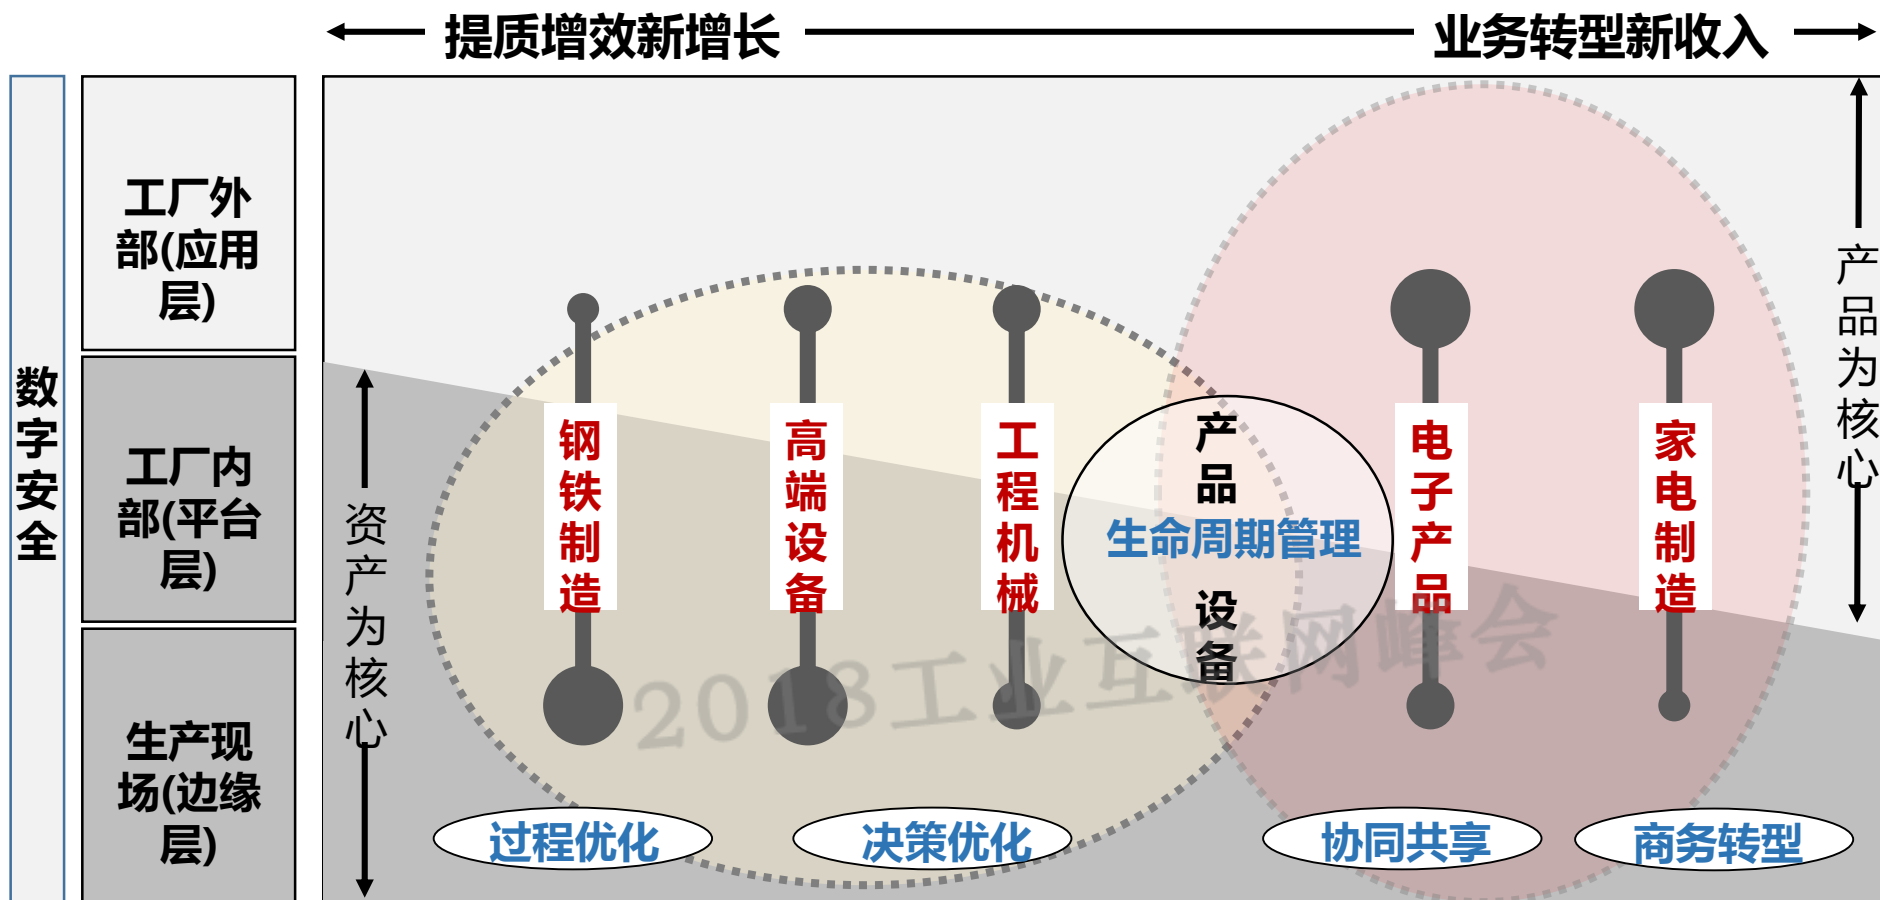 提质增效新增长
业务转型新收入
数字安全
工厂外
部(应用
层)
工厂内
部(平台
层)
生产现
场(边缘
层)
资产为核心
钢铁制造
高端设备
工程机械
产品
生命周期管理
设备
电子产品
家电制造
产品为核心
过程优化
决策优化
协同共享
商务转型
2018工业互联网峰会